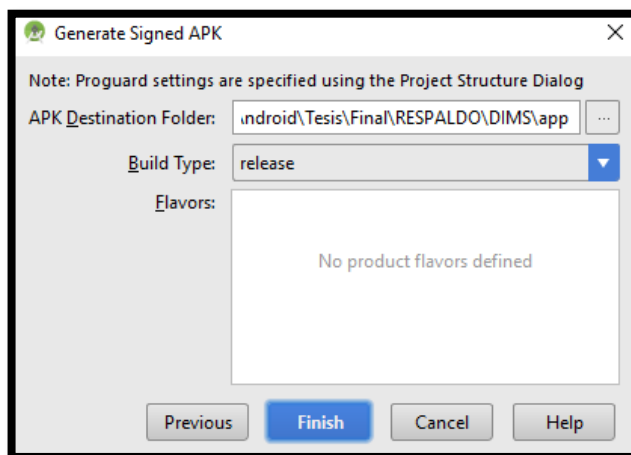 Generate Signed APK
Note: Proguard settings are specified using the Project Structure Dialog
APK Destination Folder: \ndroid\Tesis\Final\RESPALDO\DIMS\app ...
Build Type: release
Flavors:
No product flavors defined
Previous Finish Cancel Help